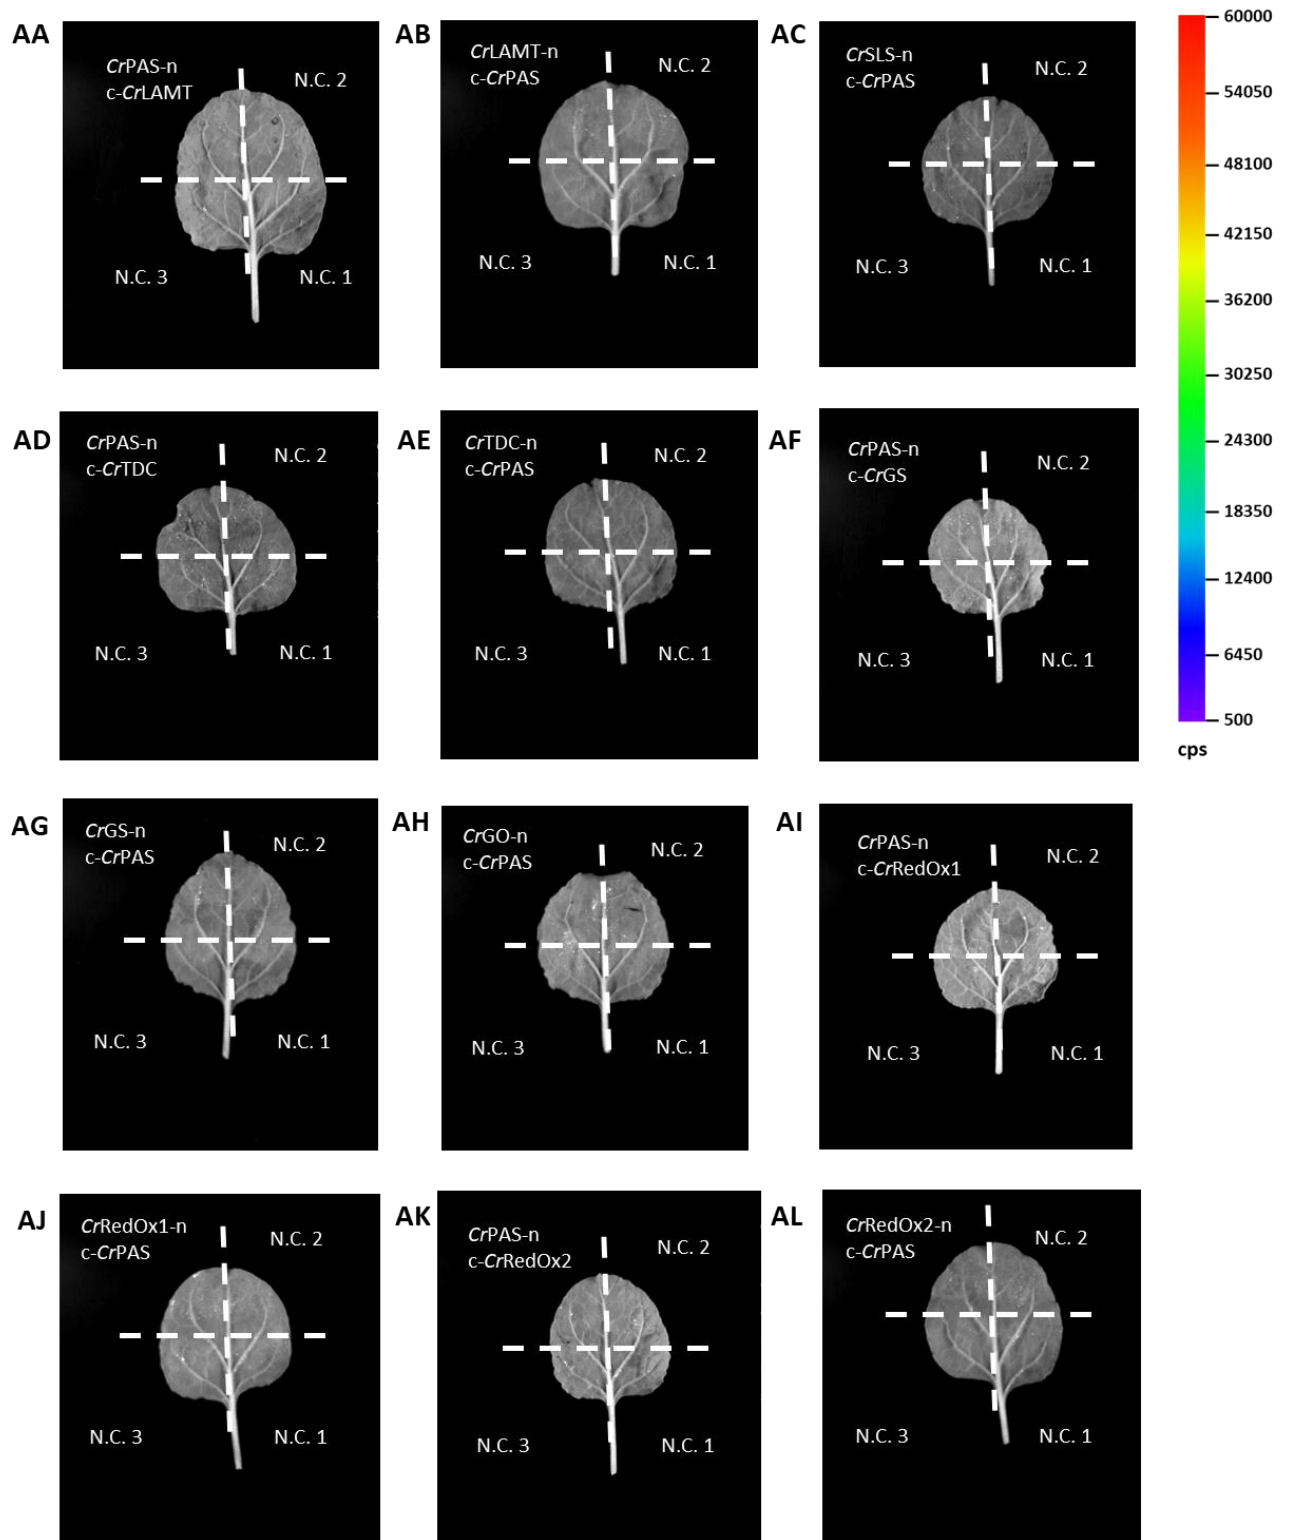 AA
CrPAS-n
c-CrLAMT
N.C. 2
N.C. 3
N.C. 1
AB
CrLAMT-n
c-CrPAS
N.C. 2
N.C. 3
N.C. 1
AC
CrSLS-n
c-CrPAS
N.C. 2
N.C. 3
N.C. 1
60000
54050
48100
42150
36200
30250
24300
18350
12400
6450
500
cps
AD
CrPAS-n
c-CrTDC
N.C. 2
N.C. 3
N.C. 1
AE
CrTDC-n
c-CrPAS
N.C. 2
N.C. 3
N.C. 1
AF
CrPAS-n
c-CrGS
N.C. 2
N.C. 3
N.C. 1
AG
CrGS-n
c-CrPAS
N.C. 2
N.C. 3
N.C. 1
AH
CrGO-n
c-CrPAS
N.C. 2
N.C. 3
N.C. 1
AI
CrPAS-n
c-CrRedOx1
N.C. 2
N.C. 3
N.C. 1
AJ
CrRedOx1-n
c-CrPAS
N.C. 2
N.C. 3
N.C. 1
AK
CrPAS-n
c-CrRedOx2
N.C. 2
N.C. 3
N.C. 1
AL
CrRedOx2-n
c-CrPAS
N.C. 2
N.C. 3
N.C. 1